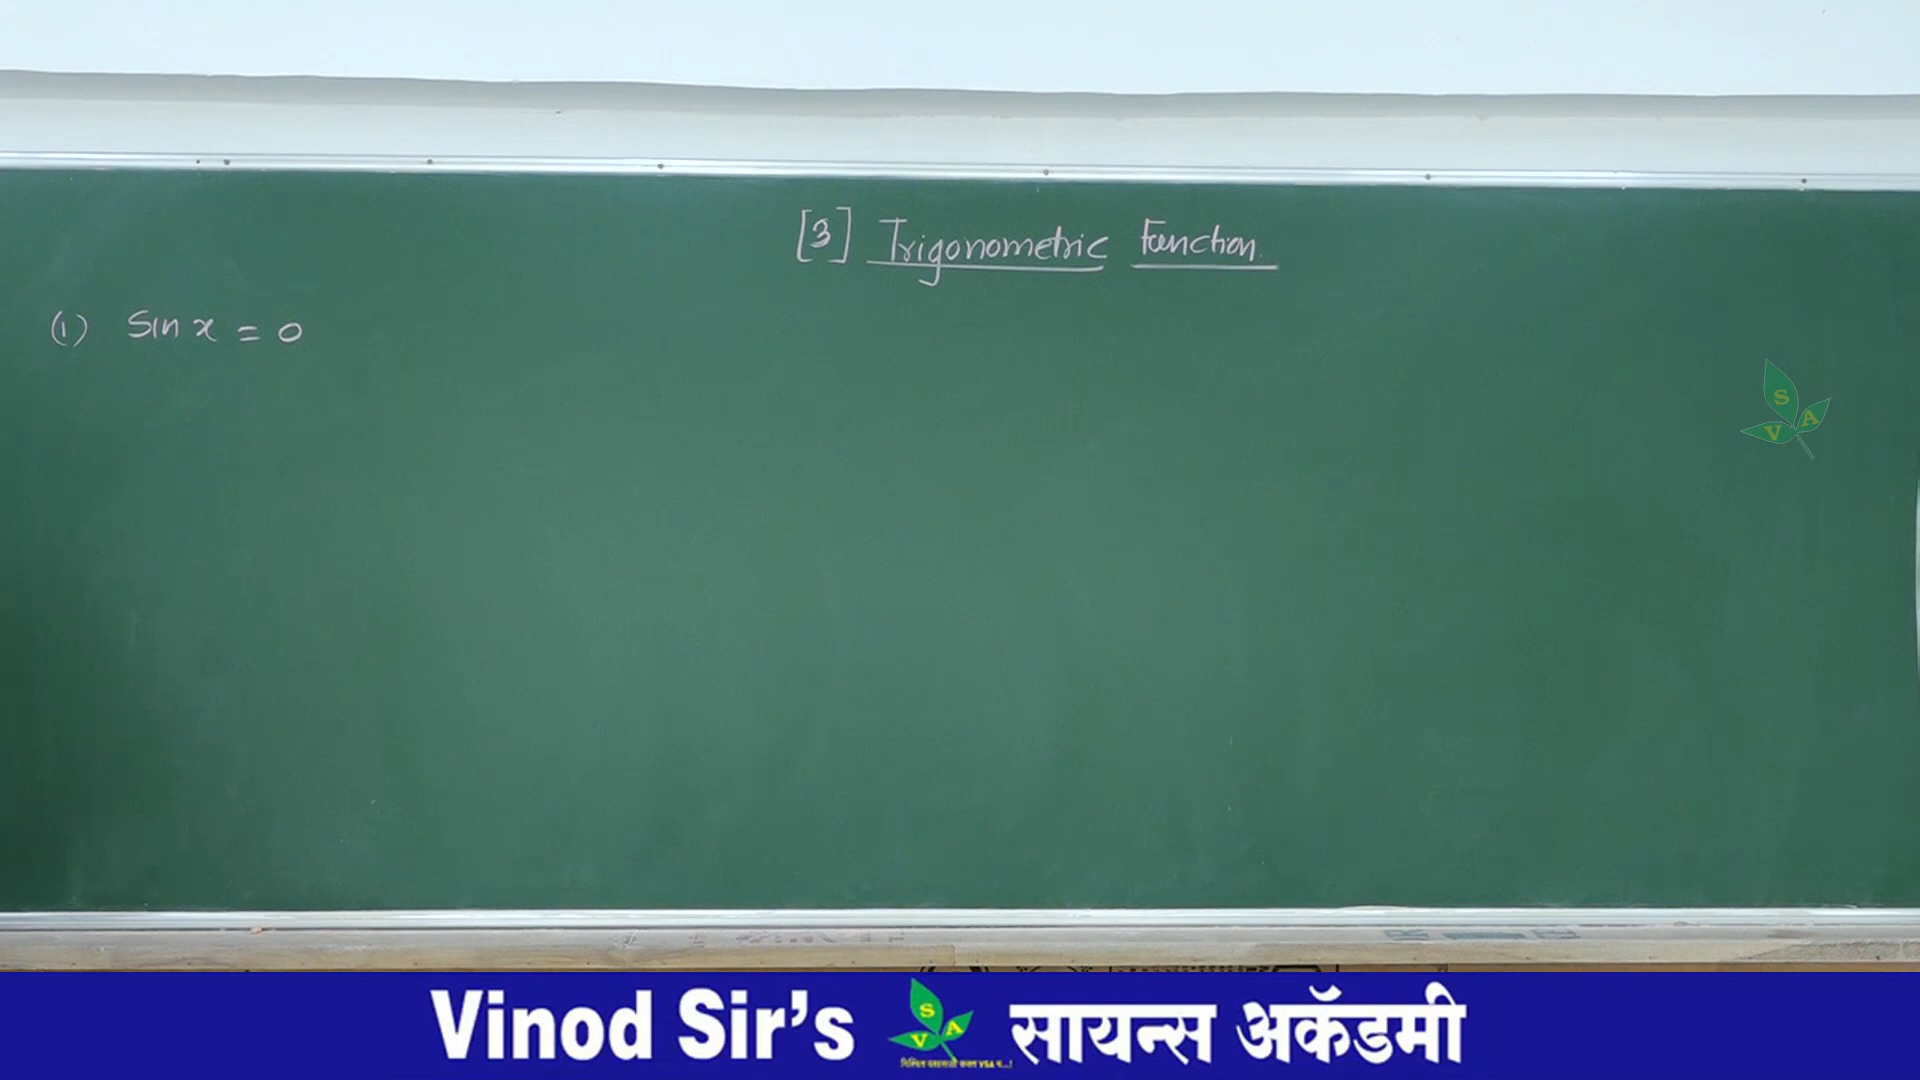 [3] Trigonometric Function.
(1) Sin x = 0
S
V A
Vinod Sir's
S
V A
सायन्स अकॅडमी